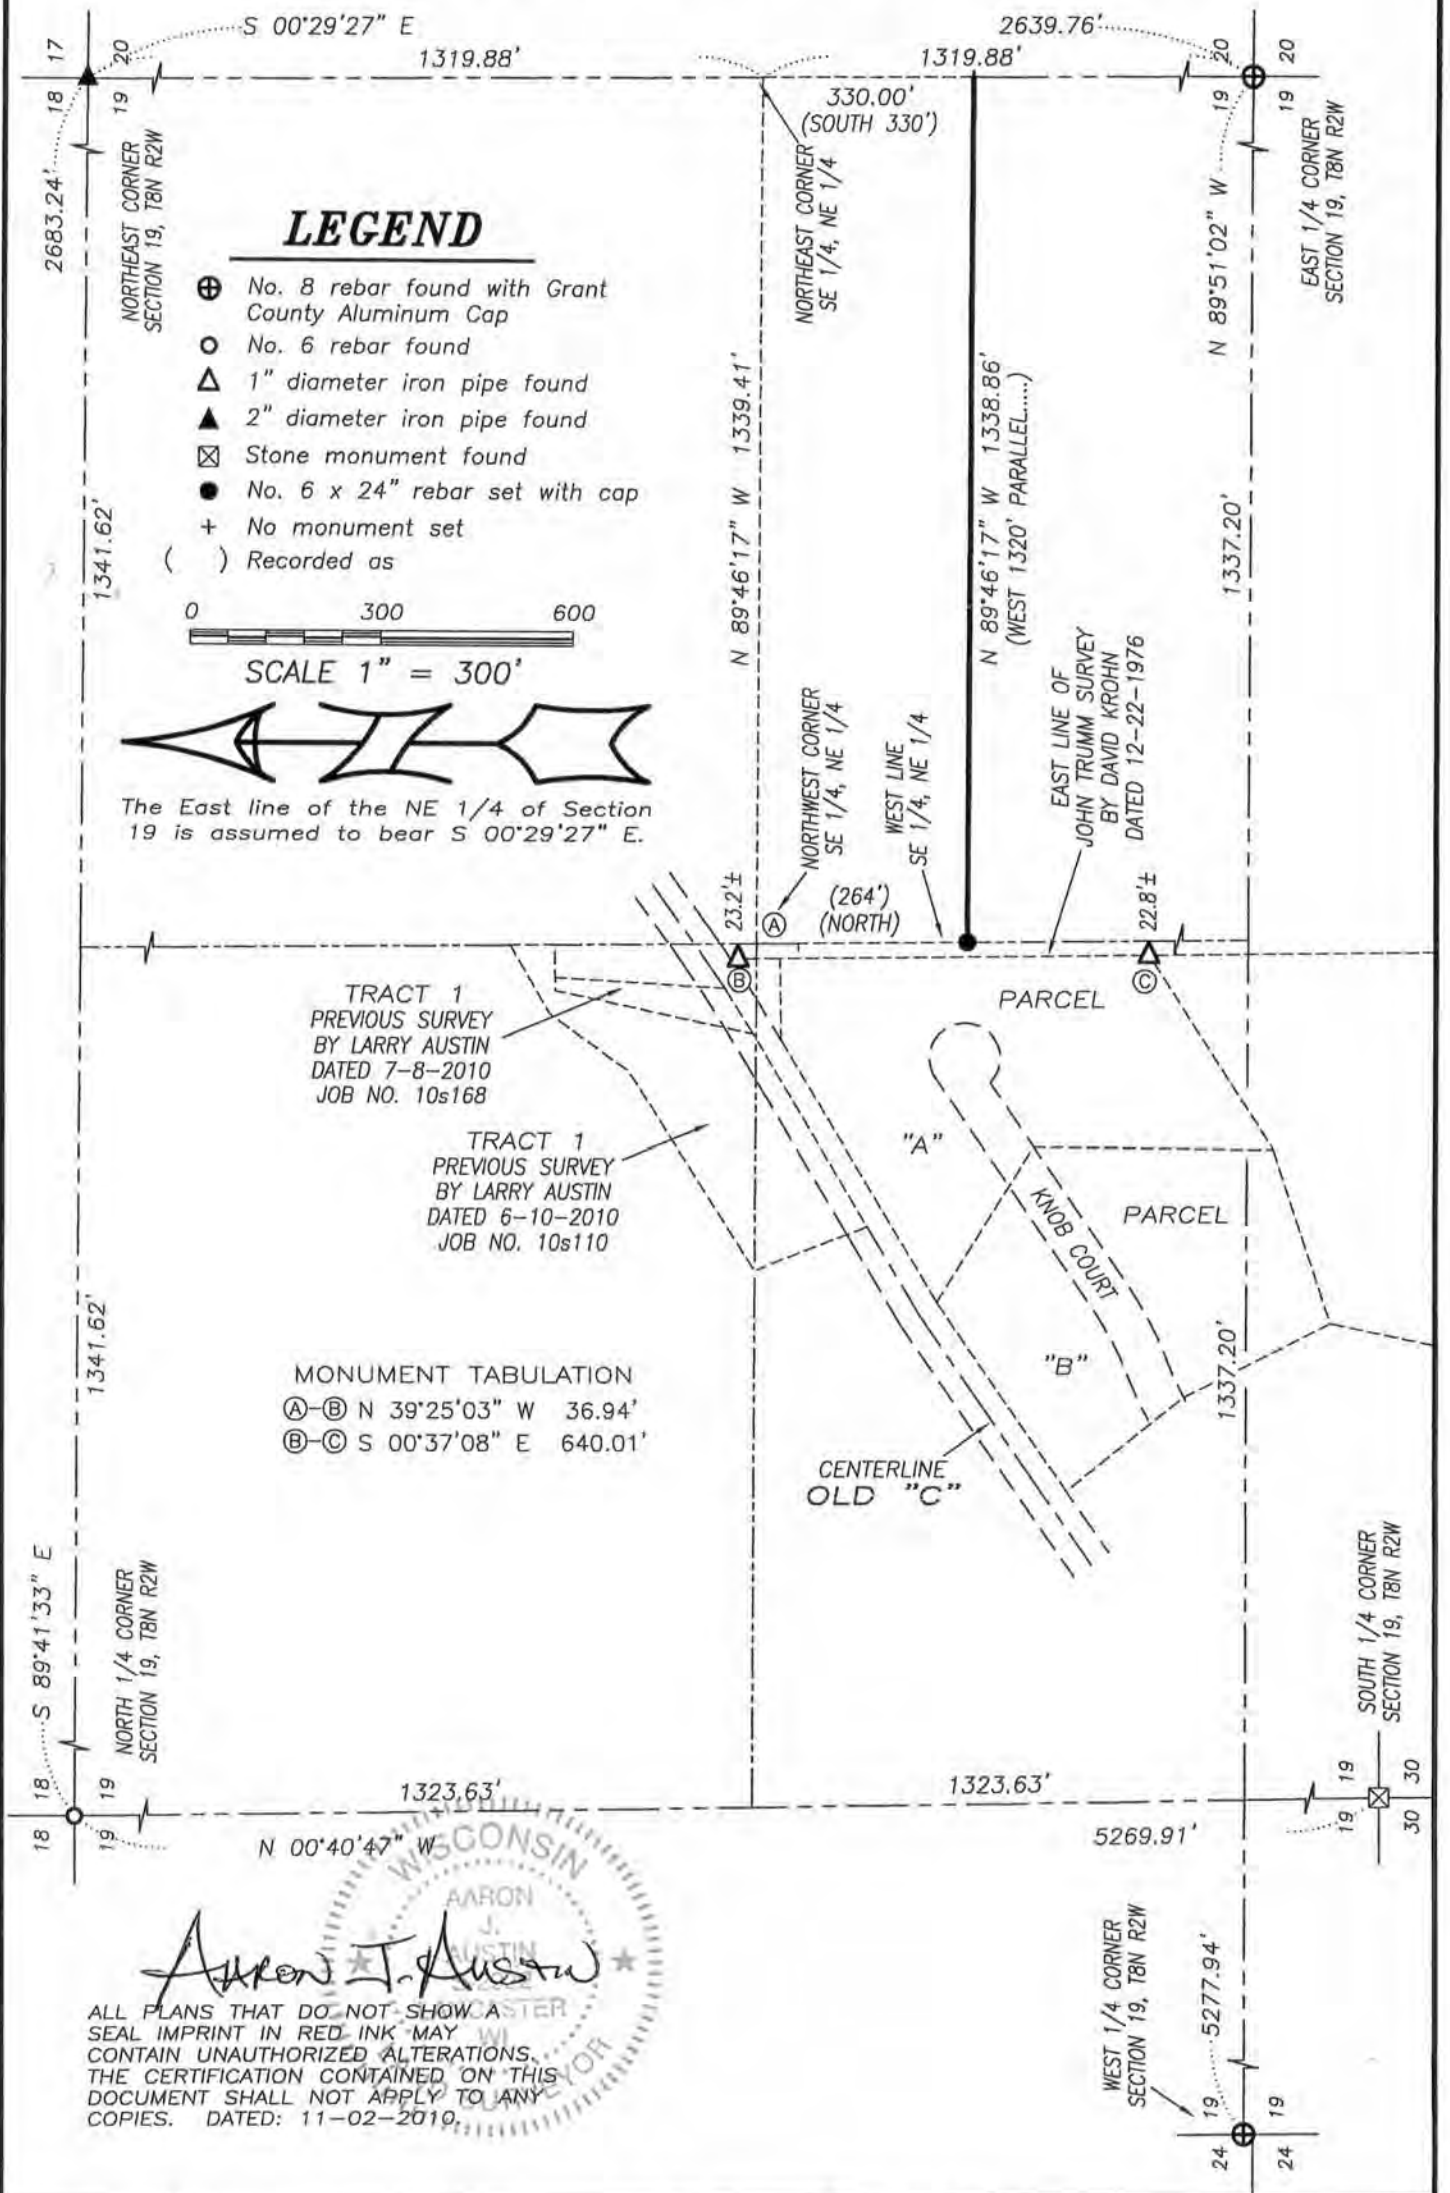 S 00°29'27" E
2639.76'
1319.88'
1319.88'
17
20
18
19
20
20
19
19
330.00'
(SOUTH 330')
NORTHEAST CORNER
SECTION 19, T8N R2W
2683.24'
NORTHEAST CORNER
SE 1/4, NE 1/4
N 89°51'02" W
EAST 1/4 CORNER
SECTION 19, T8N R2W
LEGEND
No. 8 rebar found with Grant
County Aluminum Cap
No. 6 rebar found
1" diameter iron pipe found
2" diameter iron pipe found
Stone monument found
No. 6 x 24" rebar set with cap
+ No monument set
( ) Recorded as
1341.62'
N 89°46'17" W 1339.41'
N 89°46'17" W 1338.86'
(WEST 1320' PARALLEL.....)
1337.20'
0 300 600
SCALE 1" = 300'
N
The East line of the NE 1/4 of Section
19 is assumed to bear S 00°29'27" E.
NORTHWEST CORNER
SE 1/4, NE 1/4
WEST LINE
SE 1/4, NE 1/4
EAST LINE OF
JOHN TRUMM SURVEY
BY DAVID KROHN
DATED 12-22-1976
23.2'±
A
(264')
(NORTH)
22.8'±
B
C
TRACT 1
PREVIOUS SURVEY
BY LARRY AUSTIN
DATED 7-8-2010
JOB NO. 10s168
PARCEL
"A"
TRACT 1
PREVIOUS SURVEY
BY LARRY AUSTIN
DATED 6-10-2010
JOB NO. 10s110
KNOB COURT
PARCEL
"B"
1341.62'
1337.20'
MONUMENT TABULATION
A-B N 39°25'03" W 36.94'
B-C S 00°37'08" E 640.01'
CENTERLINE
OLD "C"
S 89°41'33" E
NORTH 1/4 CORNER
SECTION 19, T8N R2W
SOUTH 1/4 CORNER
SECTION 19, T8N R2W
18
19
18
19
1323.63'
1323.63'
19
30
19
30
N 00°40'47" W
5269.91'
WISCONSIN
AARON
J.
AUSTIN
WI
SURVEYOR
Aaron J. Austin
ALL PLANS THAT DO NOT SHOW A
SEAL IMPRINT IN RED INK MAY
CONTAIN UNAUTHORIZED ALTERATIONS.
THE CERTIFICATION CONTAINED ON THIS
DOCUMENT SHALL NOT APPLY TO ANY
COPIES. DATED: 11-02-2010.
WEST 1/4 CORNER
SECTION 19, T8N R2W
5277.94'
19
19
24
24